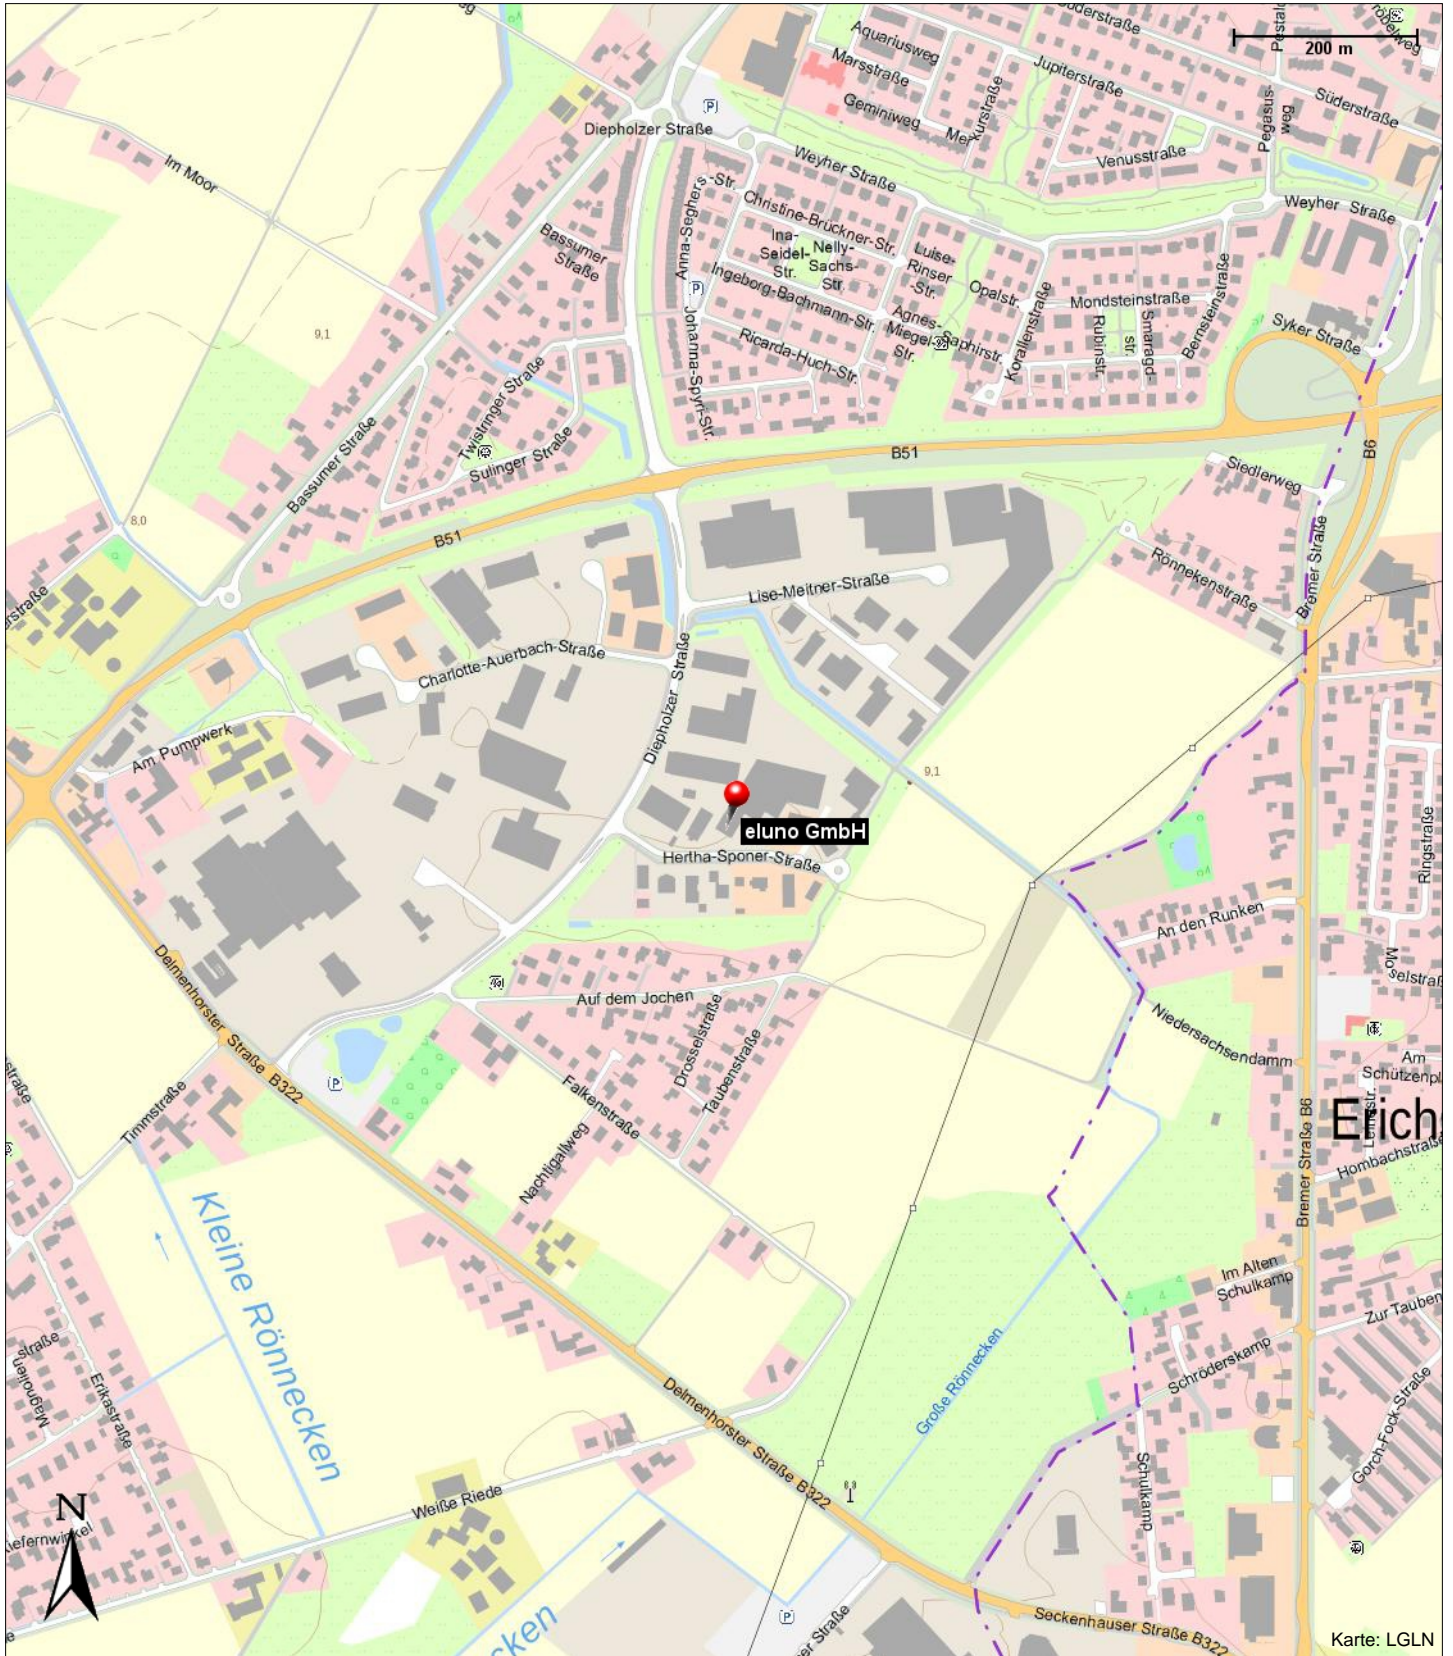 Süderstraße
200 m
Aquariusweg
Marsstraße
Jupiterstraße
Geminiweg
Merkurstraße
Süderstraße
Pegasus-
weg
Diepholzer Straße
Venusstraße
Weyher Straße
Im Moor
Weyher Straße
Anna-Seghers
-Str.
Christine-Brückner-Str.
Bassumer
Straße
Ina-
Seidel-
Str.
Nelly-
Sachs-
Str.
Luise-
Rinser
-Str.
Opalstr.
Ingeborg-Bachmann-Str.
Korallenstraße
Mondsteinstraße
Bernsteinstraße
Rubinstr.
Smaragd-
str.
Agnes-
Miegel-
Str.
Saphirstr.
Syker Straße
9,1
Johanna-Spyri-Str.
Ricarda-Huch-Str.
Twistringer Straße
Sulinger Straße
Bassumer Straße
B51
B51
B6
Siedlerweg
8,0
Bremer Straße
Rönnekenstraße
Lise-Meitner-Straße
Charlotte-Auerbach-Straße
Diepholzer Straße
Am Pumpwerk
9,1
eluno GmbH
Hertha-Sponer-Straße
Ringstraße
An den Runken
Delmenhorster Straße B322
Auf dem Jochen
Drosselstraße
Taubenstraße
Niedersachsendamm
Am
Schützenpl
Timmstraße
Falkenstraße
Nachtigallweg
Erich
Hombachstraße
Bremer Straße B6
Kleine Rönnecken
Im Alten
Schulkamp
Zur Tauben
Große Rönnecken
Schröderskamp
Magnolien
straße
Erikastraße
Delmenhorster Straße B322
Gorch-Fock-Straße
Schulkamp
Weiße Riede
N
iefernwinkel
cken
Seckenhauser Straße B322
Karte: LGLN